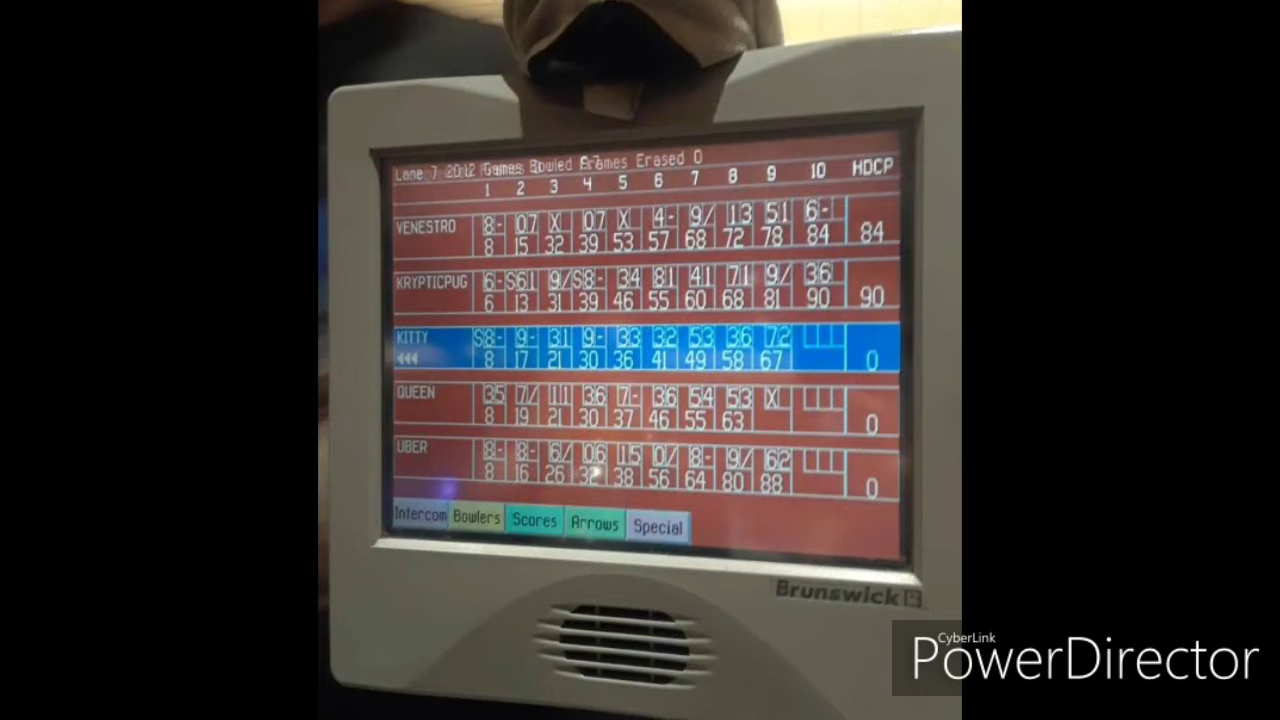 Lane 7 20:12 Games Bowled Frames Erased 0
1 2 3 4 5 6 7 8 9 10 HDCP
VENESTRO 8- 07 X 07 X 4- 9/ 13 51 6-
8 15 32 39 53 57 68 72 78 84 84
KRYPTICPUG 6- S61 9/ S8- 34 81 41 71 9/ 36
6 13 31 39 46 55 60 68 81 90 90
KITTY S8- 9- 31 9- 33 32 53 36 72
8 17 21 30 36 41 49 58 67 0
QUEEN 35 7/ 11 36 7- 36 54 53 X
8 19 21 30 37 46 55 63 0
UBER 8- 8- 6/ 06 15 0/ 8- 9/ 62
8 16 26 32 38 56 64 80 88 0
Intercom Bowlers Scores Arrows Special
Brunswick
CyberLink
PowerDirector